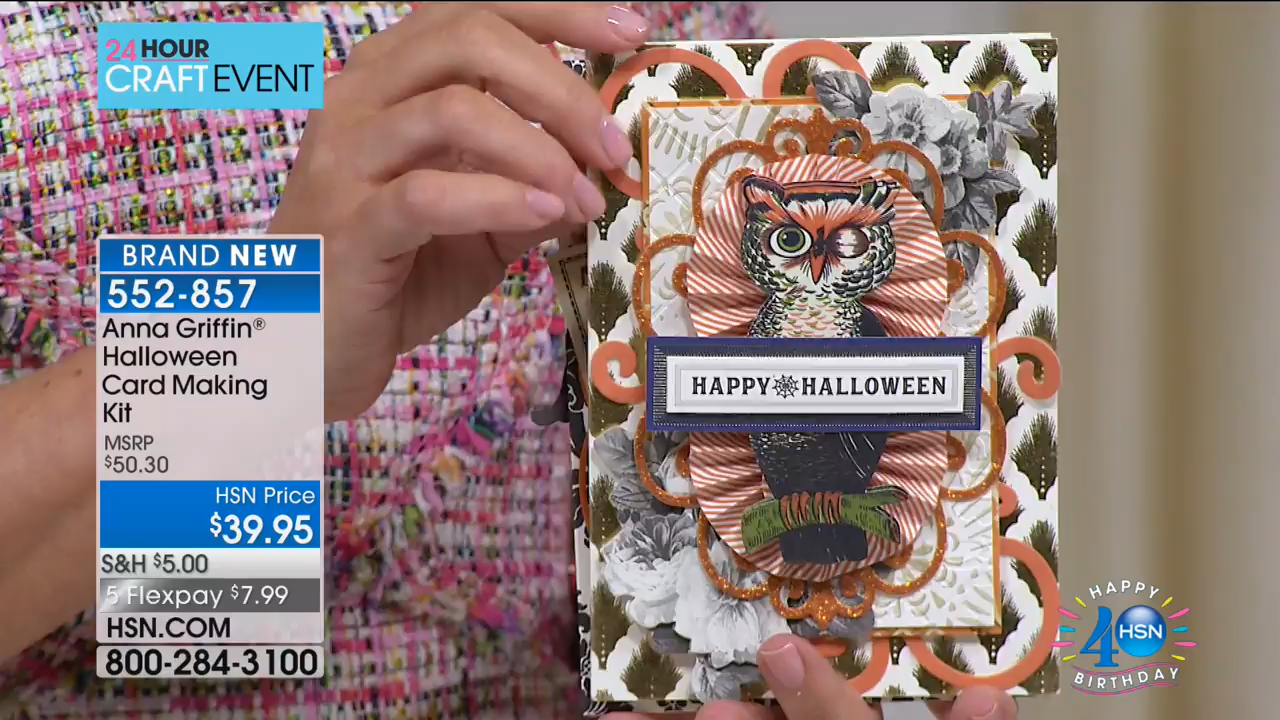 24 HOUR
CRAFT EVENT
BRAND NEW
552-857
Anna Griffin®
Halloween
Card Making
Kit
MSRP
$50.30
HSN Price
$39.95
S&H $5.00
5 Flexpay $7.99
HSN.COM
800-284-3100
HAPPY HALLOWEEN
HAPPY
40 HSN
BIRTHDAY